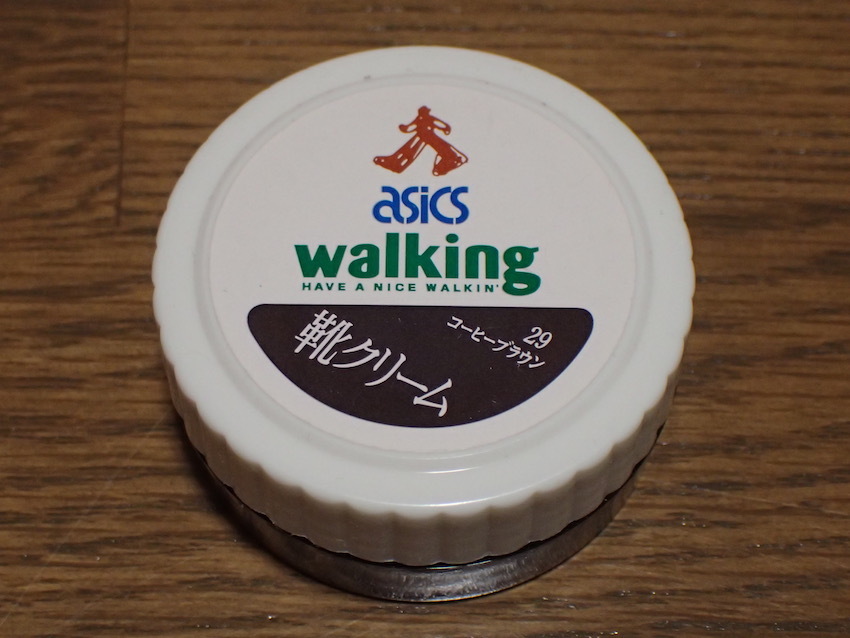 asics
walking
HAVE A NICE WALKIN'
29
コーヒーブラウン
靴クリーム